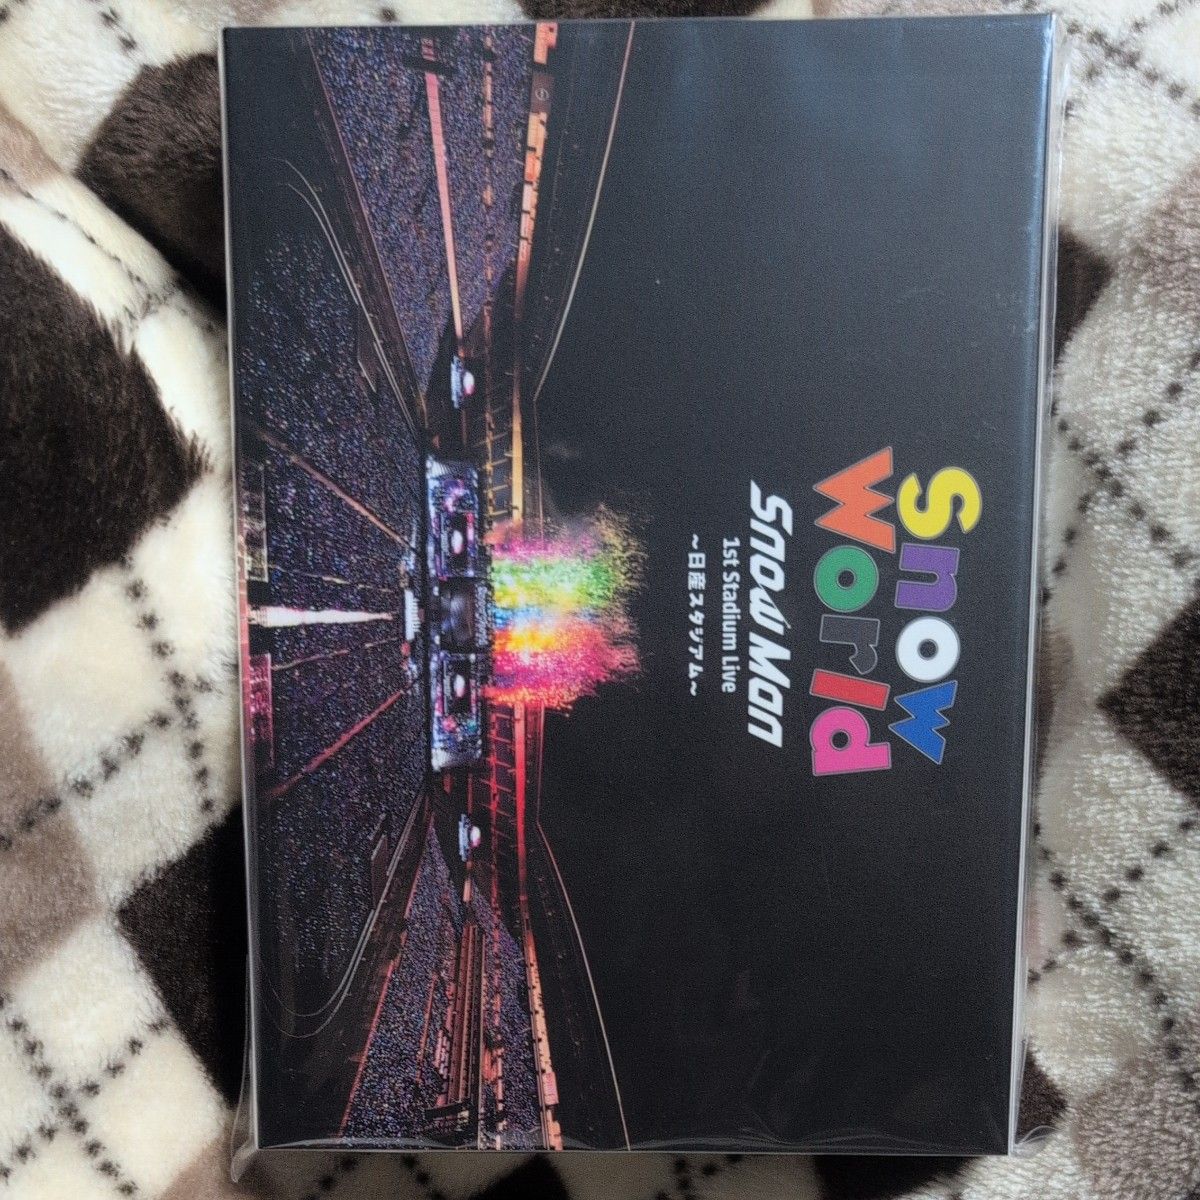 Snow
World
Snow Man
1st Stadium Live
～日産スタジアム～